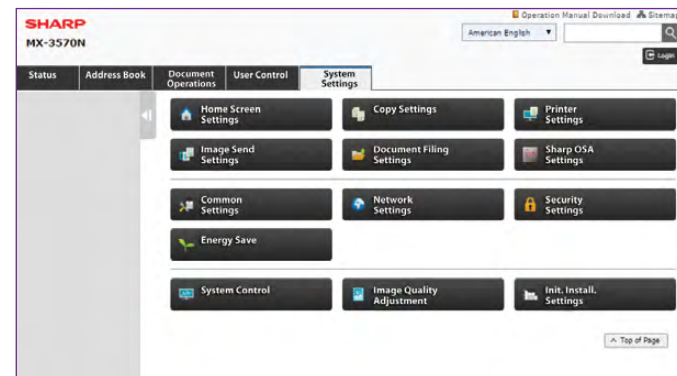 SHARP
Operation Manual Download Sitemap
MX-3570N
American English
Login
Status Address Book Document Operations User Control System Settings
Home Screen Settings
Copy Settings
Printer Settings
Image Send Settings
Document Filing Settings
Sharp OSA Settings
Common Settings
Network Settings
Security Settings
Energy Save
System Control
Image Quality Adjustment
Init. Install. Settings
Top of Page